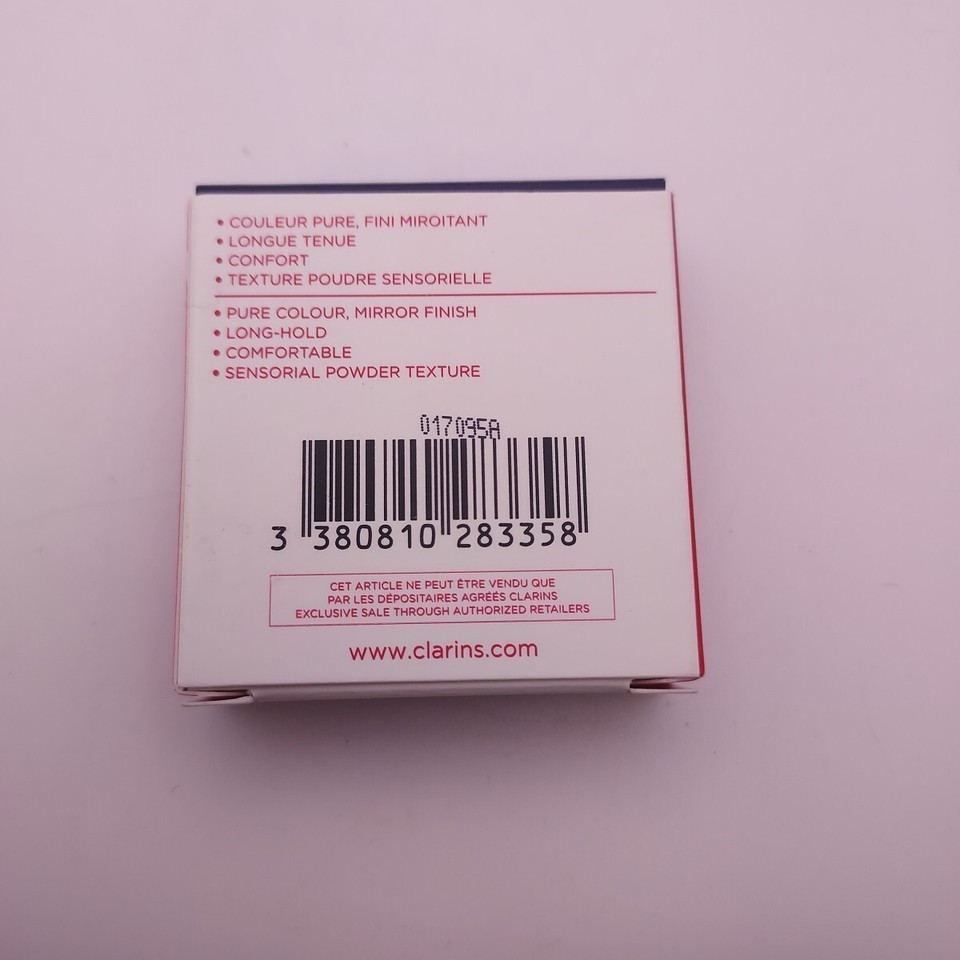 • COULEUR PURE, FINI MIROITANT
• LONGUE TENUE
• CONFORT
• TEXTURE POUDRE SENSORIELLE
• PURE COLOUR, MIRROR FINISH
• LONG-HOLD
• COMFORTABLE
• SENSORIAL POWDER TEXTURE
017095A
3 380810 283358
CET ARTICLE NE PEUT ÊTRE VENDU QUE
PAR LES DÉPOSITAIRES AGRÉÉS CLARINS
EXCLUSIVE SALE THROUGH AUTHORIZED RETAILERS
www.clarins.com